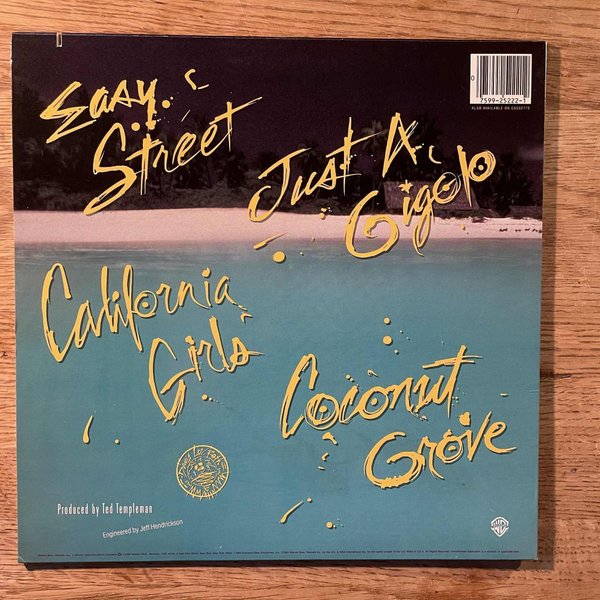 Easy
Street
Just A
Gigolo
California
Girls
Coconut
Grove
0
7599-25222-1
ALSO AVAILABLE ON CASSETTE
Produced by Ted Templeman
Engineered by Jeff Hendrickson